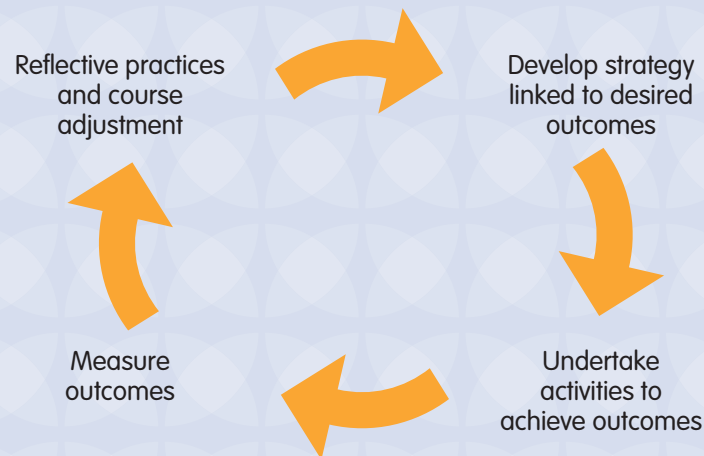 Reflective practices
and course
adjustment
Develop strategy
linked to desired
outcomes
Measure
outcomes
Undertake
activities to
achieve outcomes